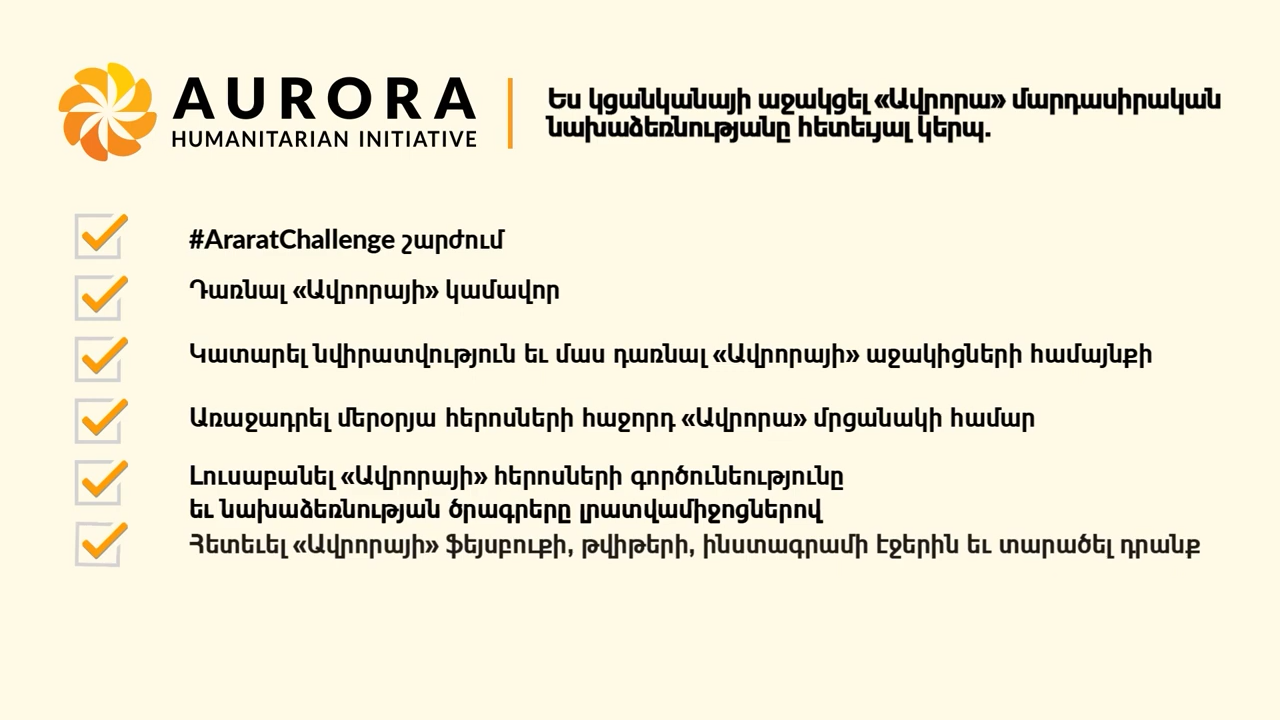 AURORA
HUMANITARIAN INITIATIVE
Ես կցանկանայի աջակցել «Ավրորա» մարդասիրական
նախաձեռնությանը հետեւյալ կերպ.
#AraratChallenge շարժում
Դառնալ «Ավրորայի» կամավոր
Կատարել նվիրատվություն եւ մաս դառնալ «Ավրորայի» աջակիցների համայնքի
Առաջադրել մերօրյա հերոսների հաջորդ «Ավրորա» մրցանակի համար
Լուսաբանել «Ավրորայի» հերոսների գործունեությունը
եւ նախաձեռնության ծրագրերը լրատվամիջոցներով
Հետեւել «Ավրորայի» ֆեյսբուքի, թվիթերի, ինստագրամի էջերին եւ տարածել դրանք